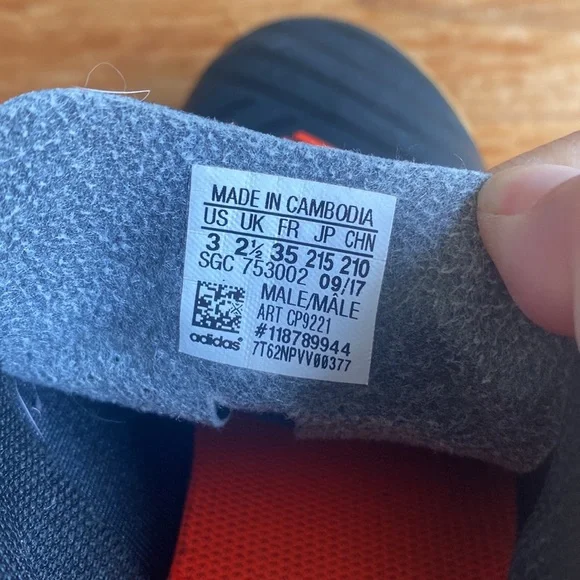 MADE IN CAMBODIA
US UK FR JP CHN
3 2½ 35 215 210
SGC 753002 09/17
MALE/MÂLE
ART CP9221
#118789944
adidas® 7T62NPVV00377